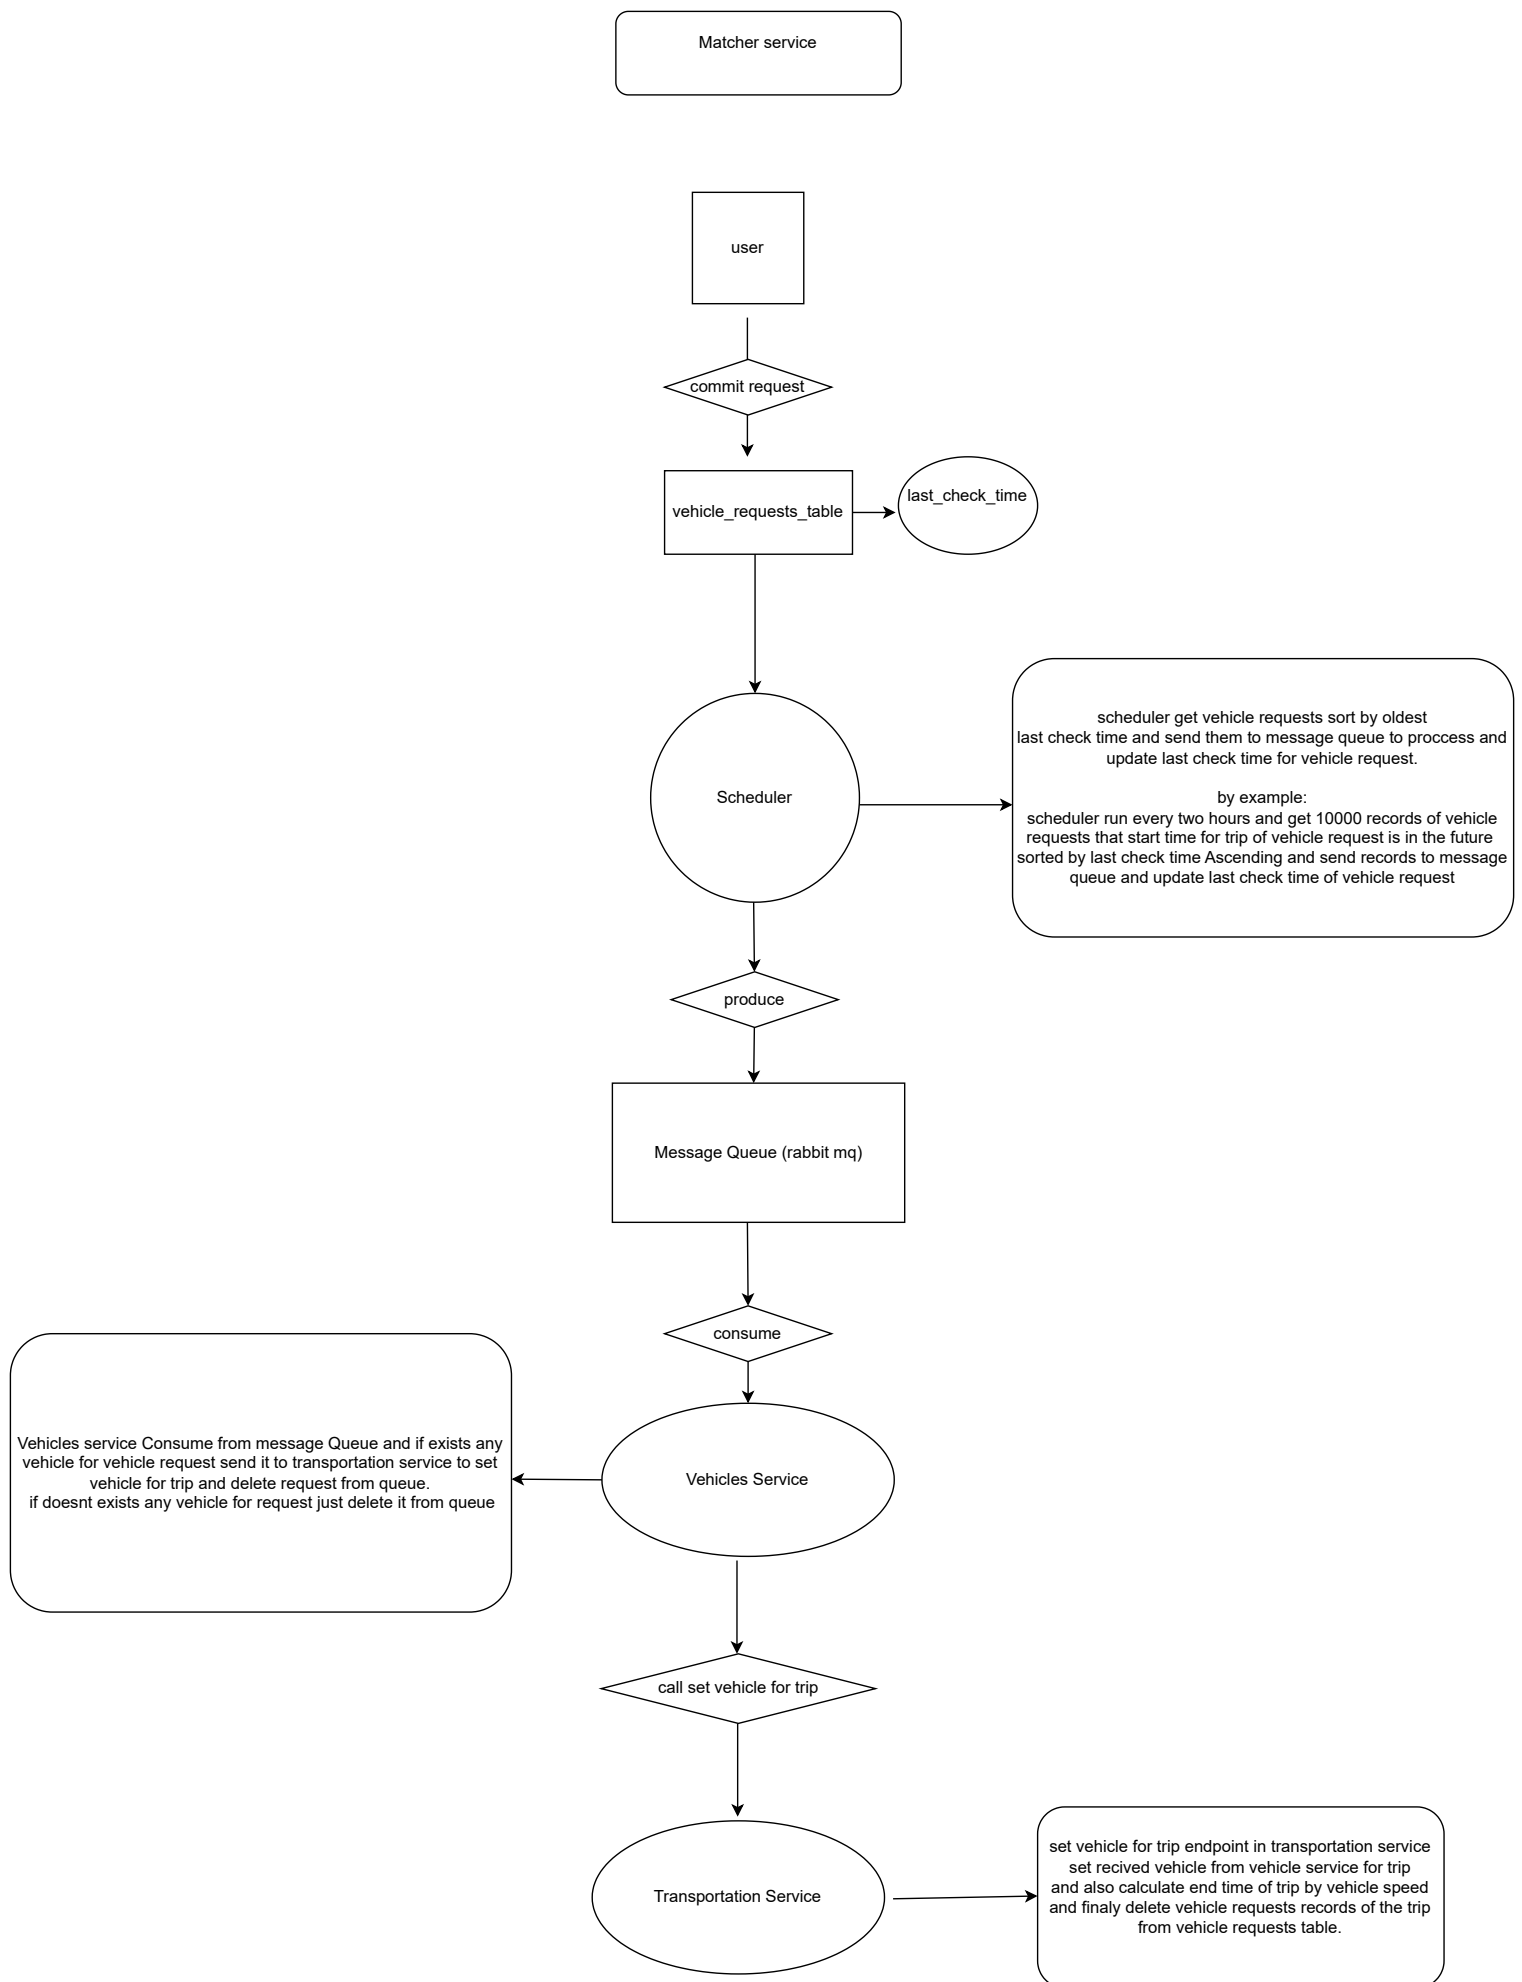 Matcher service
user
commit request
vehicle_requests_table
last_check_time
scheduler get vehicle requests sort by oldest
last check time and send them to message queue to proccess and
update last check time for vehicle request.
by example:
scheduler run every two hours and get 10000 records of vehicle
requests that start time for trip of vehicle request is in the future
sorted by last check time Ascending and send records to message
queue and update last check time of vehicle request
Scheduler
produce
Message Queue (rabbit mq)
consume
Vehicles service Consume from message Queue and if exists any
vehicle for vehicle request send it to transportation service to set
vehicle for trip and delete request from queue.
if doesnt exists any vehicle for request just delete it from queue
Vehicles Service
call set vehicle for trip
Transportation Service
set vehicle for trip endpoint in transportation service
set recived vehicle from vehicle service for trip
and also calculate end time of trip by vehicle speed
and finaly delete vehicle requests records of the trip
from vehicle requests table.